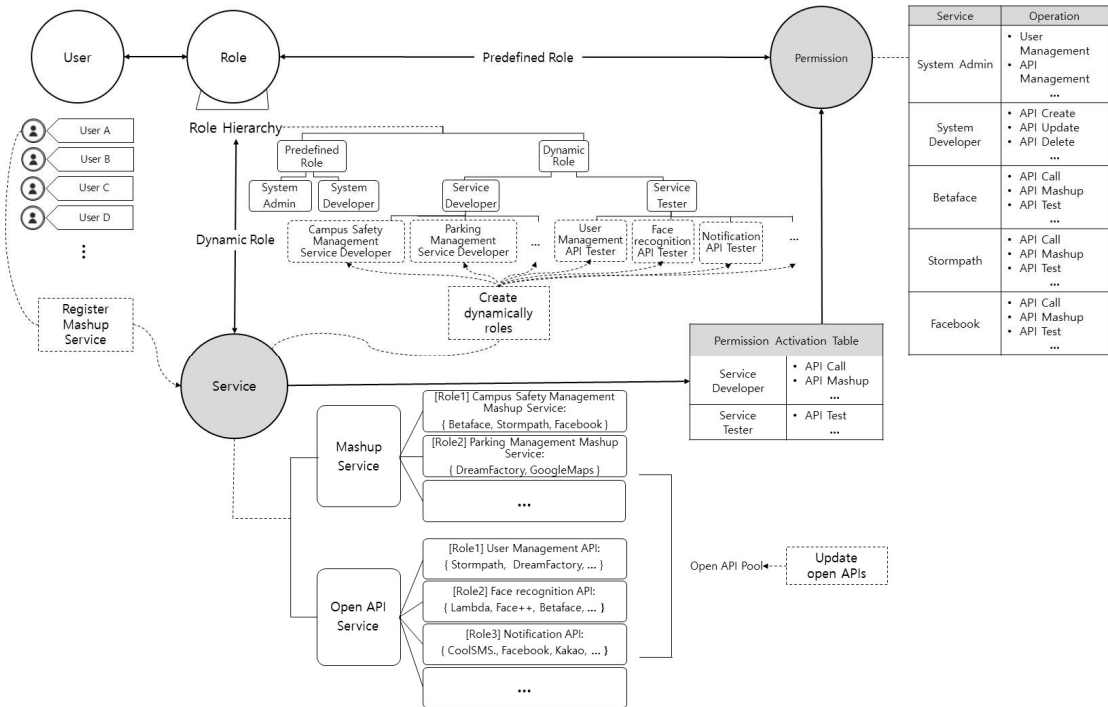 User
Role
Predefined Role
Permission
Service
Operation
System Admin
• User
Management
• API
Management
...
System
Developer
• API Create
• API Update
• API Delete
...
Betaface
• API Call
• API Mashup
• API Test
...
Stormpath
• API Call
• API Mashup
• API Test
...
Facebook
• API Call
• API Mashup
• API Test
...
User A
User B
User C
User D
...
Role Hierarchy
Predefined
Role
Dynamic
Role
System
Admin
System
Developer
Service
Developer
Service
Tester
Dynamic Role
Campus Safety
Management
Service Developer
Parking
Management
Service Developer
...
User
Management
API Tester
Face
recognition
API Tester
Notification
API Tester
...
Create
dynamically
roles
Register
Mashup
Service
Service
Permission Activation Table
Service
Developer
• API Call
• API Mashup
...
Service
Tester
• API Test
...
Mashup
Service
[Role1] Campus Safety Management
Mashup Service:
{ Betaface, Stormpath, Facebook }
[Role2] Parking Management Mashup
Service:
{ DreamFactory, GoogleMaps }
...
Open API
Service
[Role1] User Management API:
{ Stormpath, DreamFactory, ... }
[Role2] Face recognition API:
{ Lambda, Face++, Betaface, ... }
[Role3] Notification API:
{ CoolSMS., Facebook, Kakao, ... }
...
Open API Pool
Update
open APIs